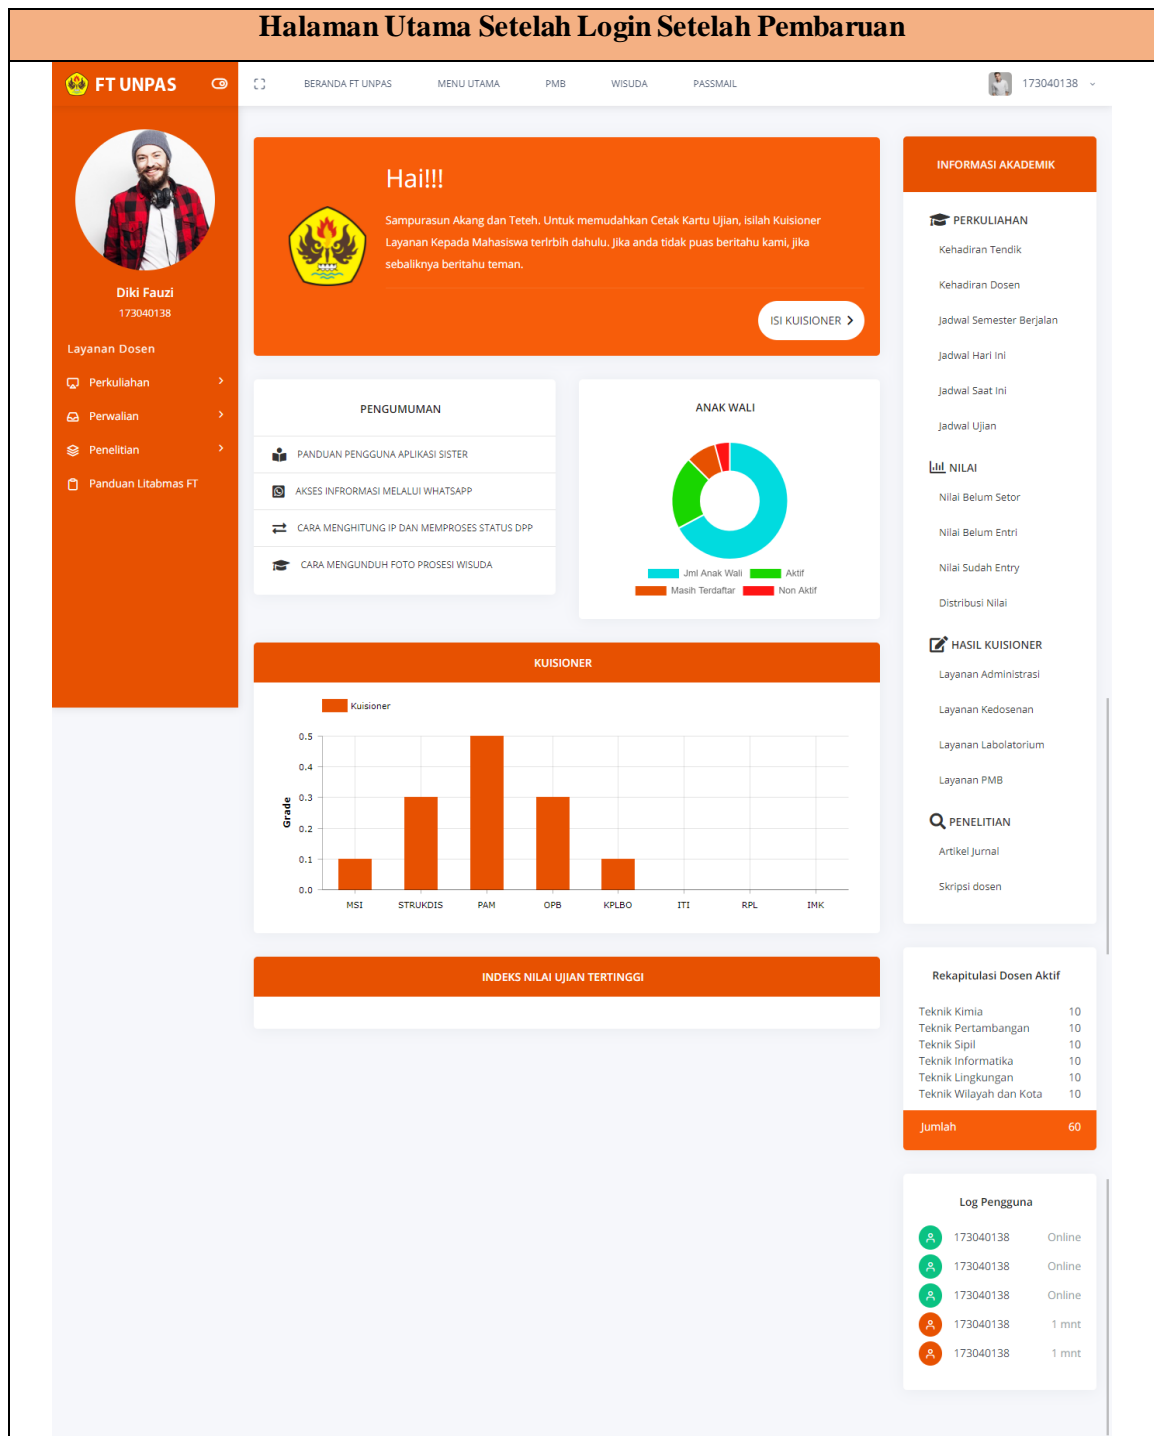 Halaman Utama Setelah Login Setelah Pembaruan
FT UNPAS
BERANDA FT UNPAS MENU UTAMA PMB WISUDA PASSMAIL 173040138
Diki Fauzi
173040138
Layanan Dosen
Perkuliahan
Perwalian
Penelitian
Panduan Litabmas FT
Hai!!!
Sampurasun Akang dan Teteh. Untuk memudahkan Cetak Kartu Ujian, isilah Kuisioner
Layanan Kepada Mahasiswa terlrbih dahulu. Jika anda tidak puas beritahu kami, jika
sebaliknya beritahu teman.
ISI KUISIONER
PENGUMUMAN
PANDUAN PENGGUNA APLIKASI SISTER
AKSES INFRORMASI MELALUI WHATSAPP
CARA MENGHITUNG IP DAN MEMPROSES STATUS DPP
CARA MENGUNDUH FOTO PROSESI WISUDA
ANAK WALI
Jml Anak Wali Aktif
Masih Terdaftar Non Aktif
KUISIONER
Kuisioner
Grade
0.5
0.4
0.3
0.2
0.1
0.0
MSI STRUKDIS PAM OPB KPLBO ITI RPL IMK
INDEKS NILAI UJIAN TERTINGGI
INFORMASI AKADEMIK
PERKULIAHAN
Kehadiran Tendik
Kehadiran Dosen
Jadwal Semester Berjalan
Jadwal Hari Ini
Jadwal Saat Ini
Jadwal Ujian
NILAI
Nilai Belum Setor
Nilai Belum Entri
Nilai Sudah Entry
Distribusi Nilai
HASIL KUISIONER
Layanan Administrasi
Layanan Kedosenan
Layanan Labolatorium
Layanan PMB
PENELITIAN
Artikel Jurnal
Skripsi dosen
Rekapitulasi Dosen Aktif
Teknik Kimia 10
Teknik Pertambangan 10
Teknik Sipil 10
Teknik Informatika 10
Teknik Lingkungan 10
Teknik Wilayah dan Kota 10
Jumlah 60
Log Pengguna
173040138 Online
173040138 Online
173040138 Online
173040138 1 mnt
173040138 1 mnt